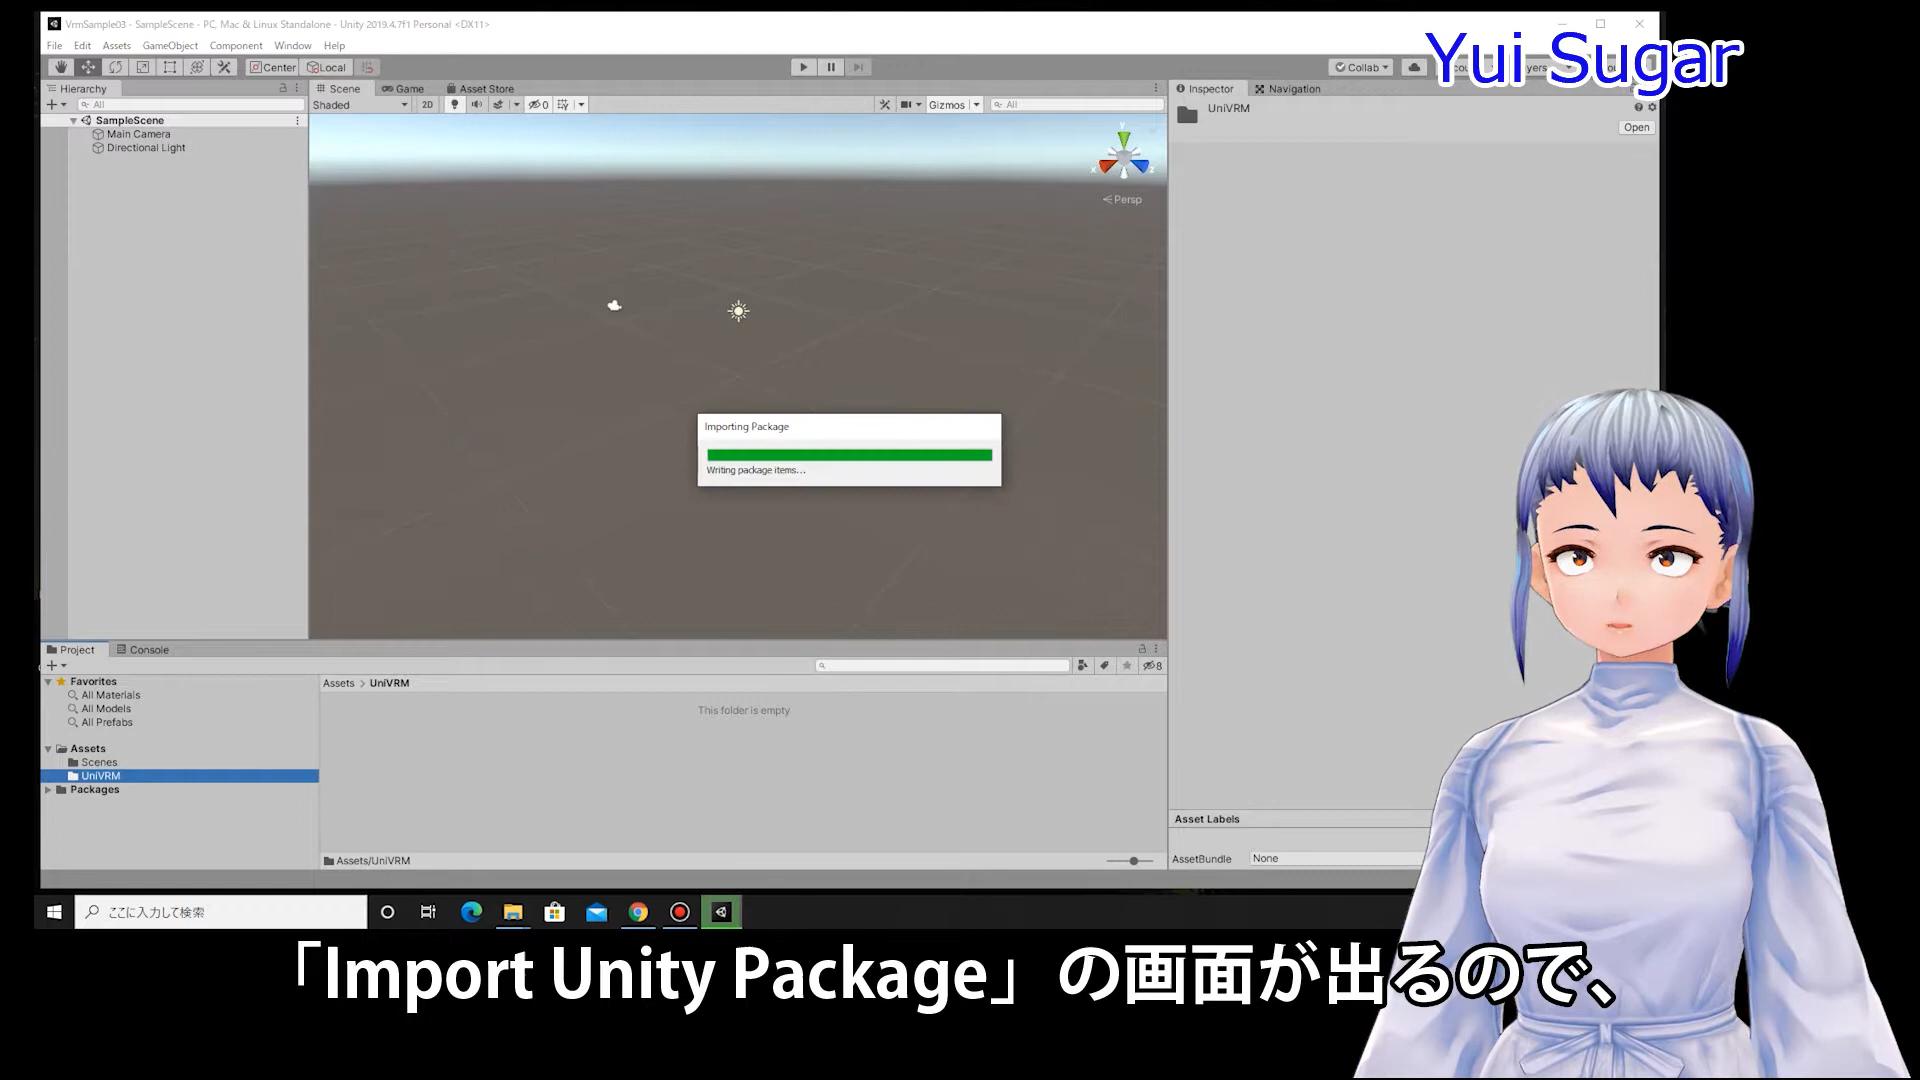 VrmSample03 - SampleScene - PC, Mac & Linux Standalone - Unity 2019.4.7f1 Personal <DX11>
Yui Sugar
File Edit Assets GameObject Component Window Help
Center Local Collab
Hierarchy
All
SampleScene
Main Camera
Directional Light
Scene Game Asset Store
Shaded 2D 0 Gizmos All
Y
X
Z
Persp
Inspector Navigation
UniVRM
Open
Importing Package
Writing package items...
Project Console
8
Favorites
All Materials
All Models
All Prefabs
Assets
Scenes
UniVRM
Packages
Assets > UniVRM
This folder is empty
Assets/UniVRM
Asset Labels
AssetBundle None
ここに入力して検索
「Import Unity Package」の画面が出るので、